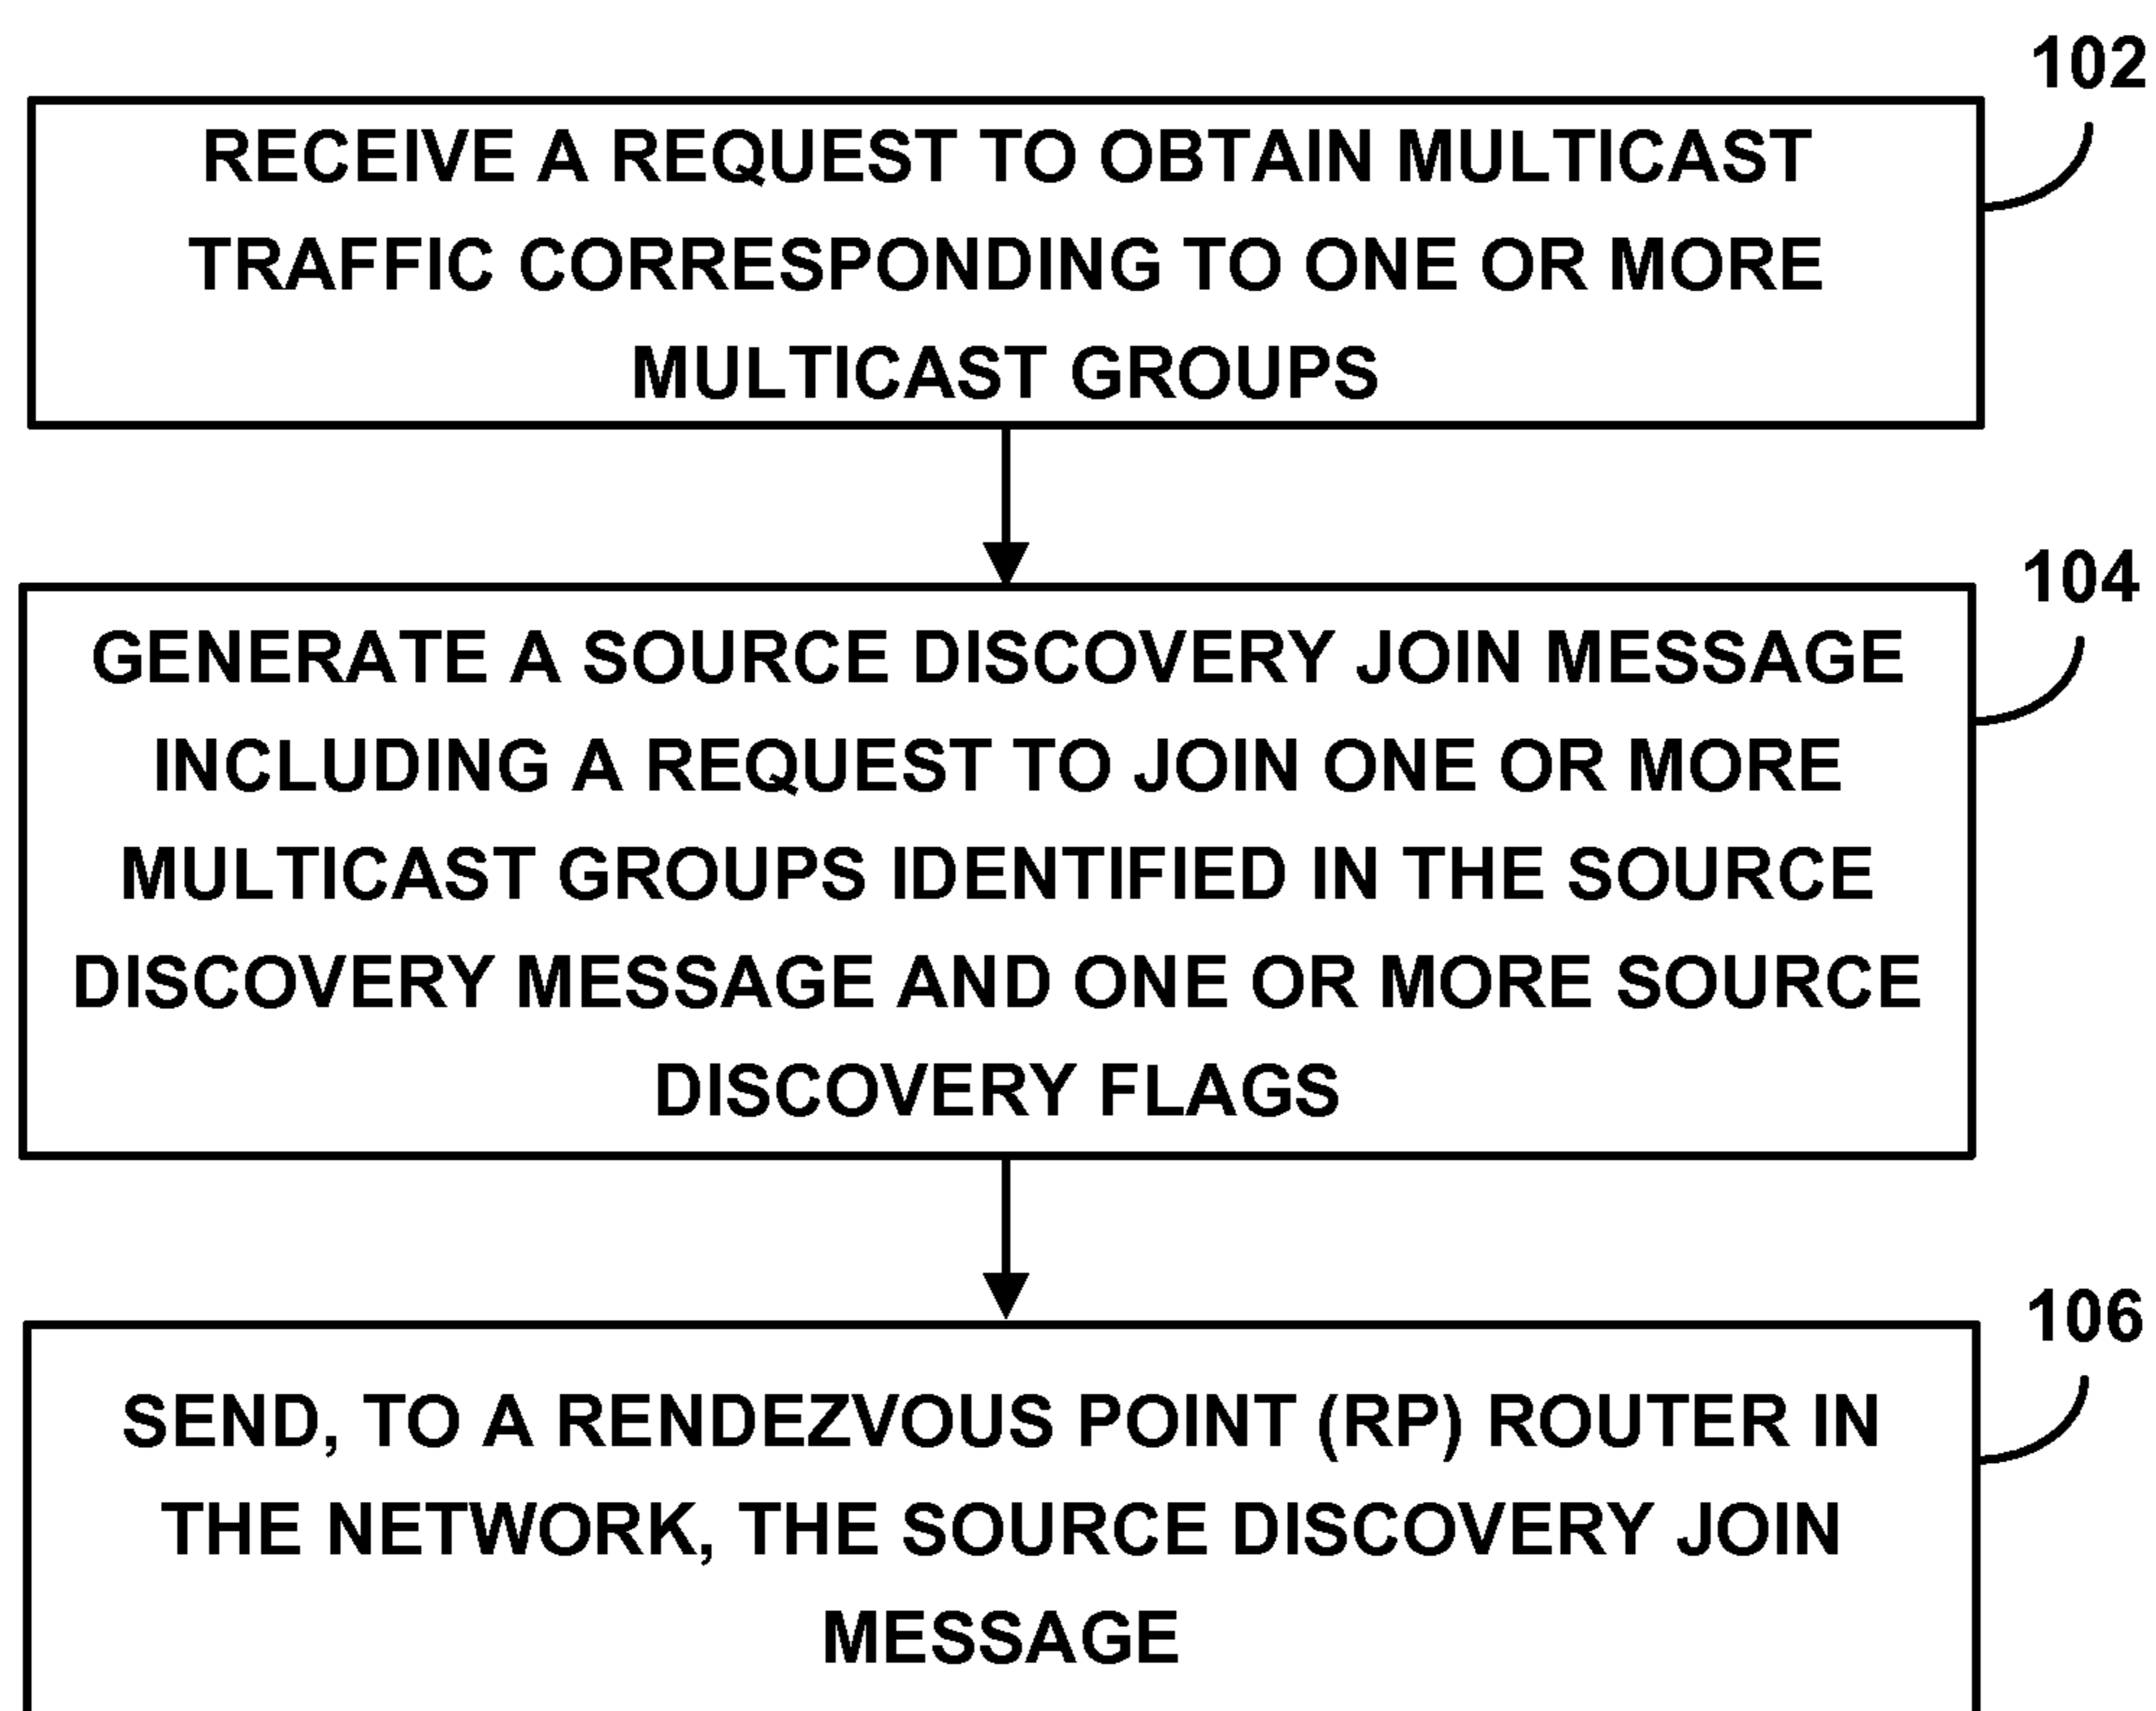 102
RECEIVE A REQUEST TO OBTAIN MULTICAST
TRAFFIC CORRESPONDING TO ONE OR MORE
MULTICAST GROUPS
104
GENERATE A SOURCE DISCOVERY JOIN MESSAGE
INCLUDING A REQUEST TO JOIN ONE OR MORE
MULTICAST GROUPS IDENTIFIED IN THE SOURCE
DISCOVERY MESSAGE AND ONE OR MORE SOURCE
DISCOVERY FLAGS
106
SEND, TO A RENDEZVOUS POINT (RP) ROUTER IN
THE NETWORK, THE SOURCE DISCOVERY JOIN
MESSAGE